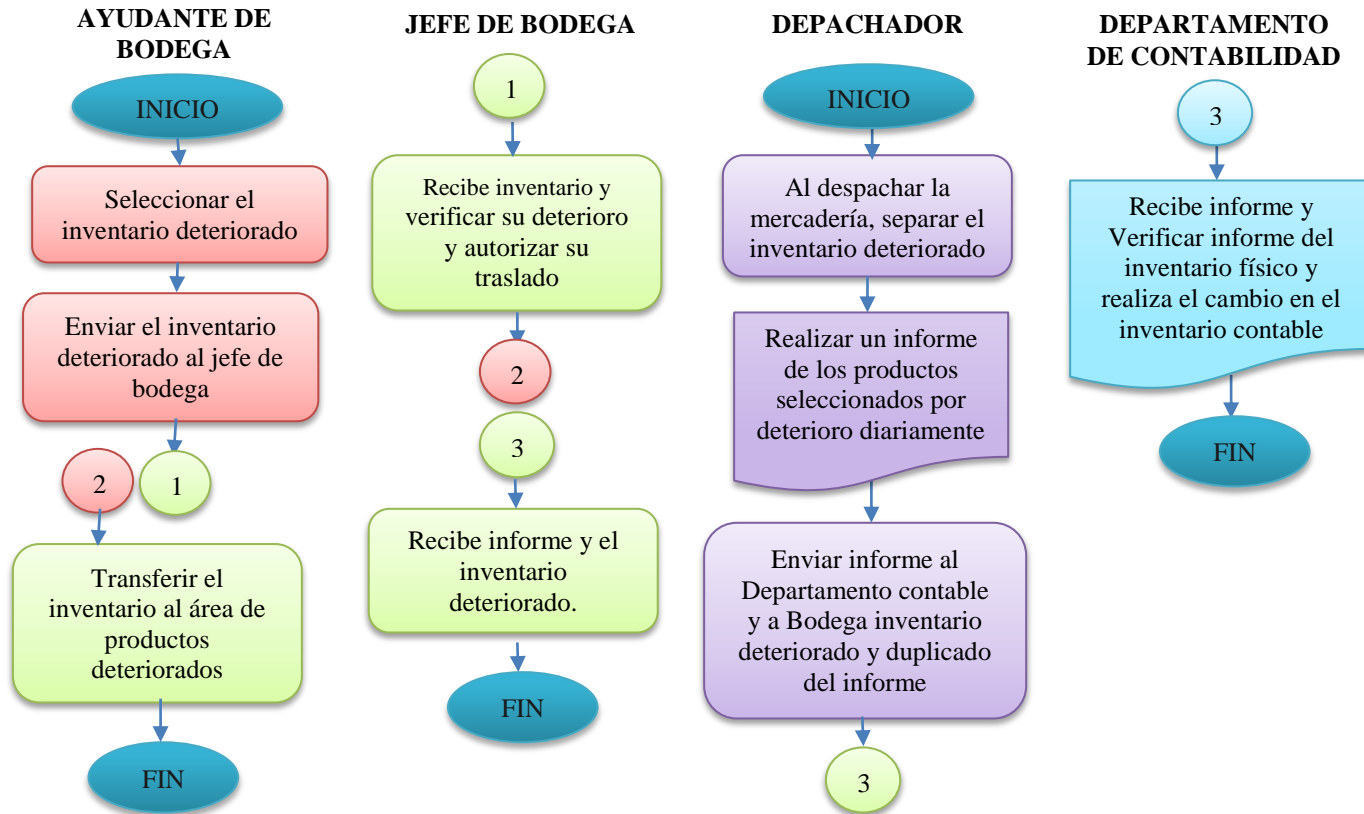 AYUDANTE DE
BODEGA
INICIO
Seleccionar el
inventario deteriorado
Enviar el inventario
deteriorado al jefe de
bodega
2
1
Transferir el
inventario al área de
productos
deteriorados
FIN
JEFE DE BODEGA
1
Recibe inventario y
verificar su deterioro
y autorizar su
traslado
2
3
Recibe informe y el
inventario
deteriorado.
FIN
DEPACHADOR
INICIO
Al despachar la
mercadería, separar el
inventario deteriorado
Realizar un informe
de los productos
seleccionados por
deterioro diariamente
Enviar informe al
Departamento contable
y a Bodega inventario
deteriorado y duplicado
del informe
3
DEPARTAMENTO
DE CONTABILIDAD
3
Recibe informe y
Verificar informe del
inventario físico y
realiza el cambio en el
inventario contable
FIN